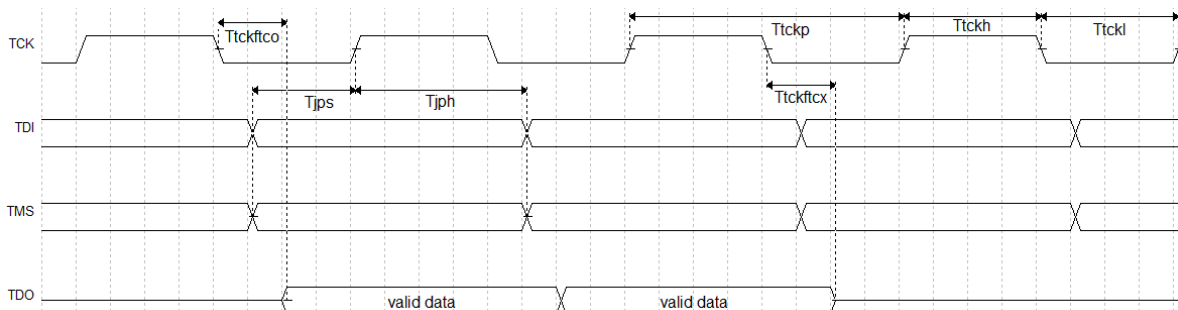 TCK
Ttckftco
Ttckp
Ttckh
Ttckl
Tjps
Tjph
Ttckftcx
TDI
TMS
TDO
valid data
valid data